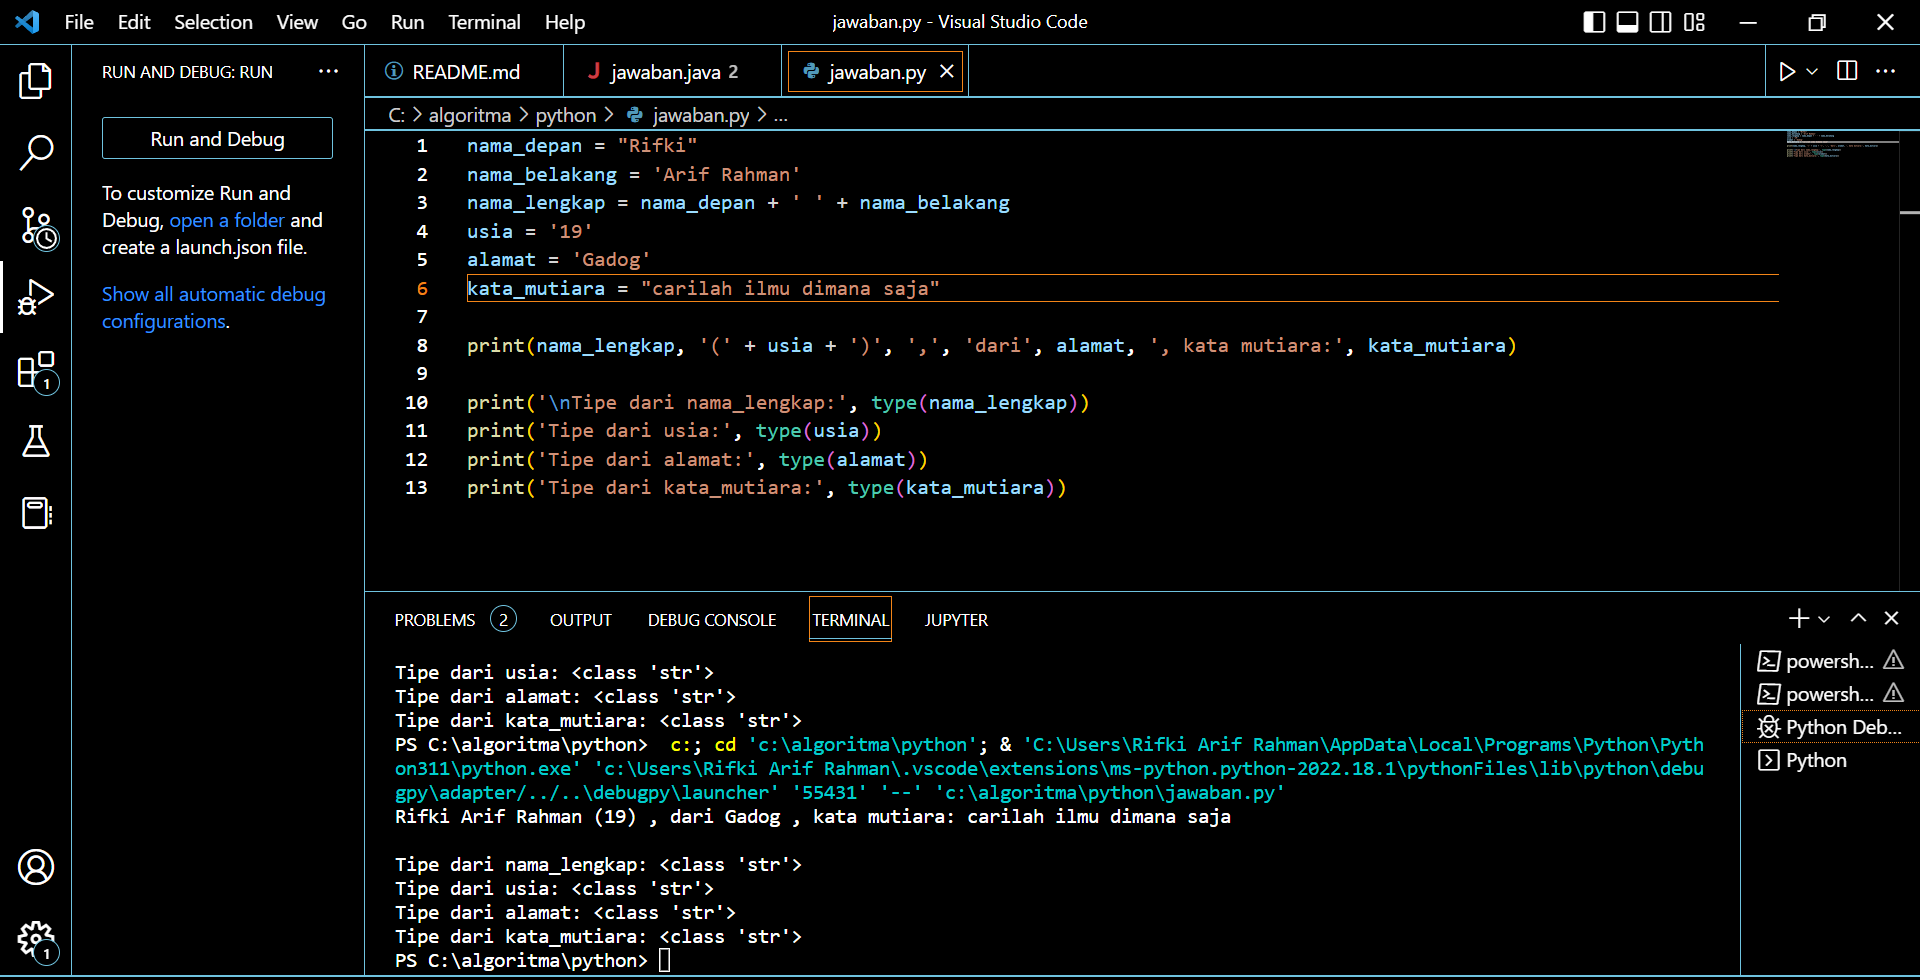 File Edit Selection View Go Run Terminal Help
jawaban.py - Visual Studio Code
RUN AND DEBUG: RUN ...
Run and Debug
To customize Run and
Debug, open a folder and
create a launch.json file.
Show all automatic debug
configurations.
1
1
README.md
J jawaban.java 2
jawaban.py
C: > algoritma > python > jawaban.py > ...
1 nama_depan = "Rifki"
2 nama_belakang = 'Arif Rahman'
3 nama_lengkap = nama_depan + ' ' + nama_belakang
4 usia = '19'
5 alamat = 'Gadog'
6 kata_mutiara = "carilah ilmu dimana saja"
7
8 print(nama_lengkap, '(' + usia + ')', ',', 'dari', alamat, ', kata mutiara:', kata_mutiara)
9
10 print('\nTipe dari nama_lengkap:', type(nama_lengkap))
11 print('Tipe dari usia:', type(usia))
12 print('Tipe dari alamat:', type(alamat))
13 print('Tipe dari kata_mutiara:', type(kata_mutiara))
PROBLEMS 2 OUTPUT DEBUG CONSOLE TERMINAL JUPYTER
Tipe dari usia: <class 'str'>
Tipe dari alamat: <class 'str'>
Tipe dari kata_mutiara: <class 'str'>
PS C:\algoritma\python>  c:; cd 'c:\algoritma\python'; & 'C:\Users\Rifki Arif Rahman\AppData\Local\Programs\Python\Pyth
on311\python.exe' 'c:\Users\Rifki Arif Rahman\.vscode\extensions\ms-python.python-2022.18.1\pythonFiles\lib\python\debu
gpy\adapter/../..\debugpy\launcher' '55431' '--' 'c:\algoritma\python\jawaban.py'
Rifki Arif Rahman (19) , dari Gadog , kata mutiara: carilah ilmu dimana saja

Tipe dari nama_lengkap: <class 'str'>
Tipe dari usia: <class 'str'>
Tipe dari alamat: <class 'str'>
Tipe dari kata_mutiara: <class 'str'>
PS C:\algoritma\python>
powersh...
powersh...
Python Deb...
Python